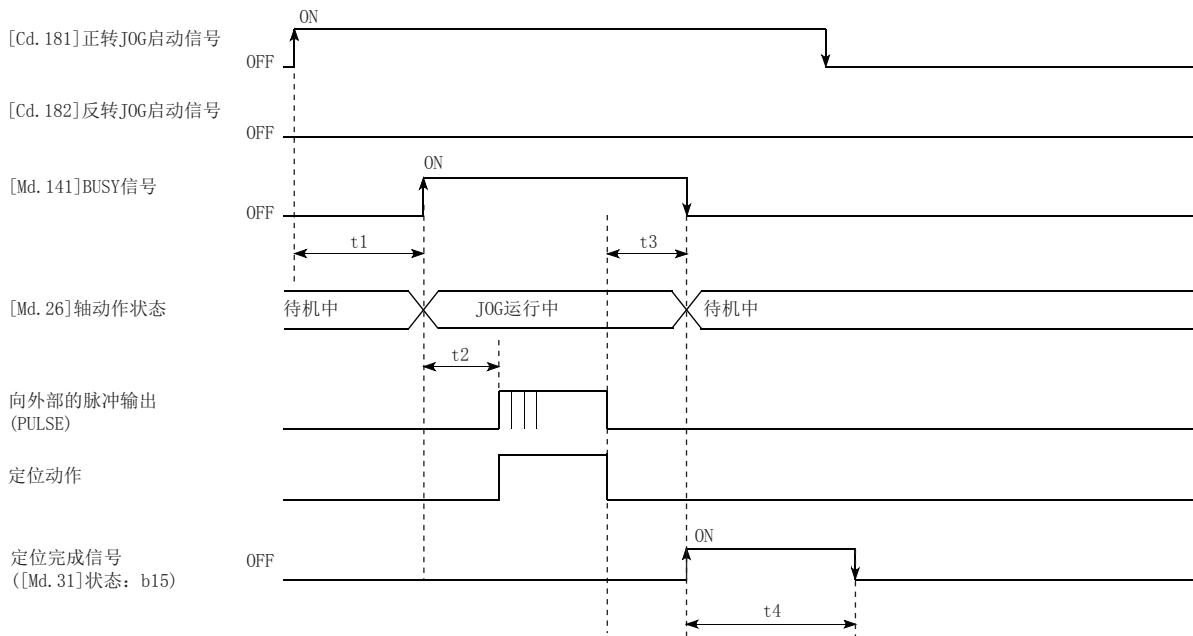 ON
[Cd.181]正转JOG启动信号
OFF
[Cd.182]反转JOG启动信号
OFF
ON
[Md.141]BUSY信号
OFF
t1
t3
[Md.26]轴动作状态
待机中
JOG运行中
待机中
t2
向外部的脉冲输出
(PULSE)
定位动作
ON
定位完成信号
OFF
([Md.31]状态：b15)
t4